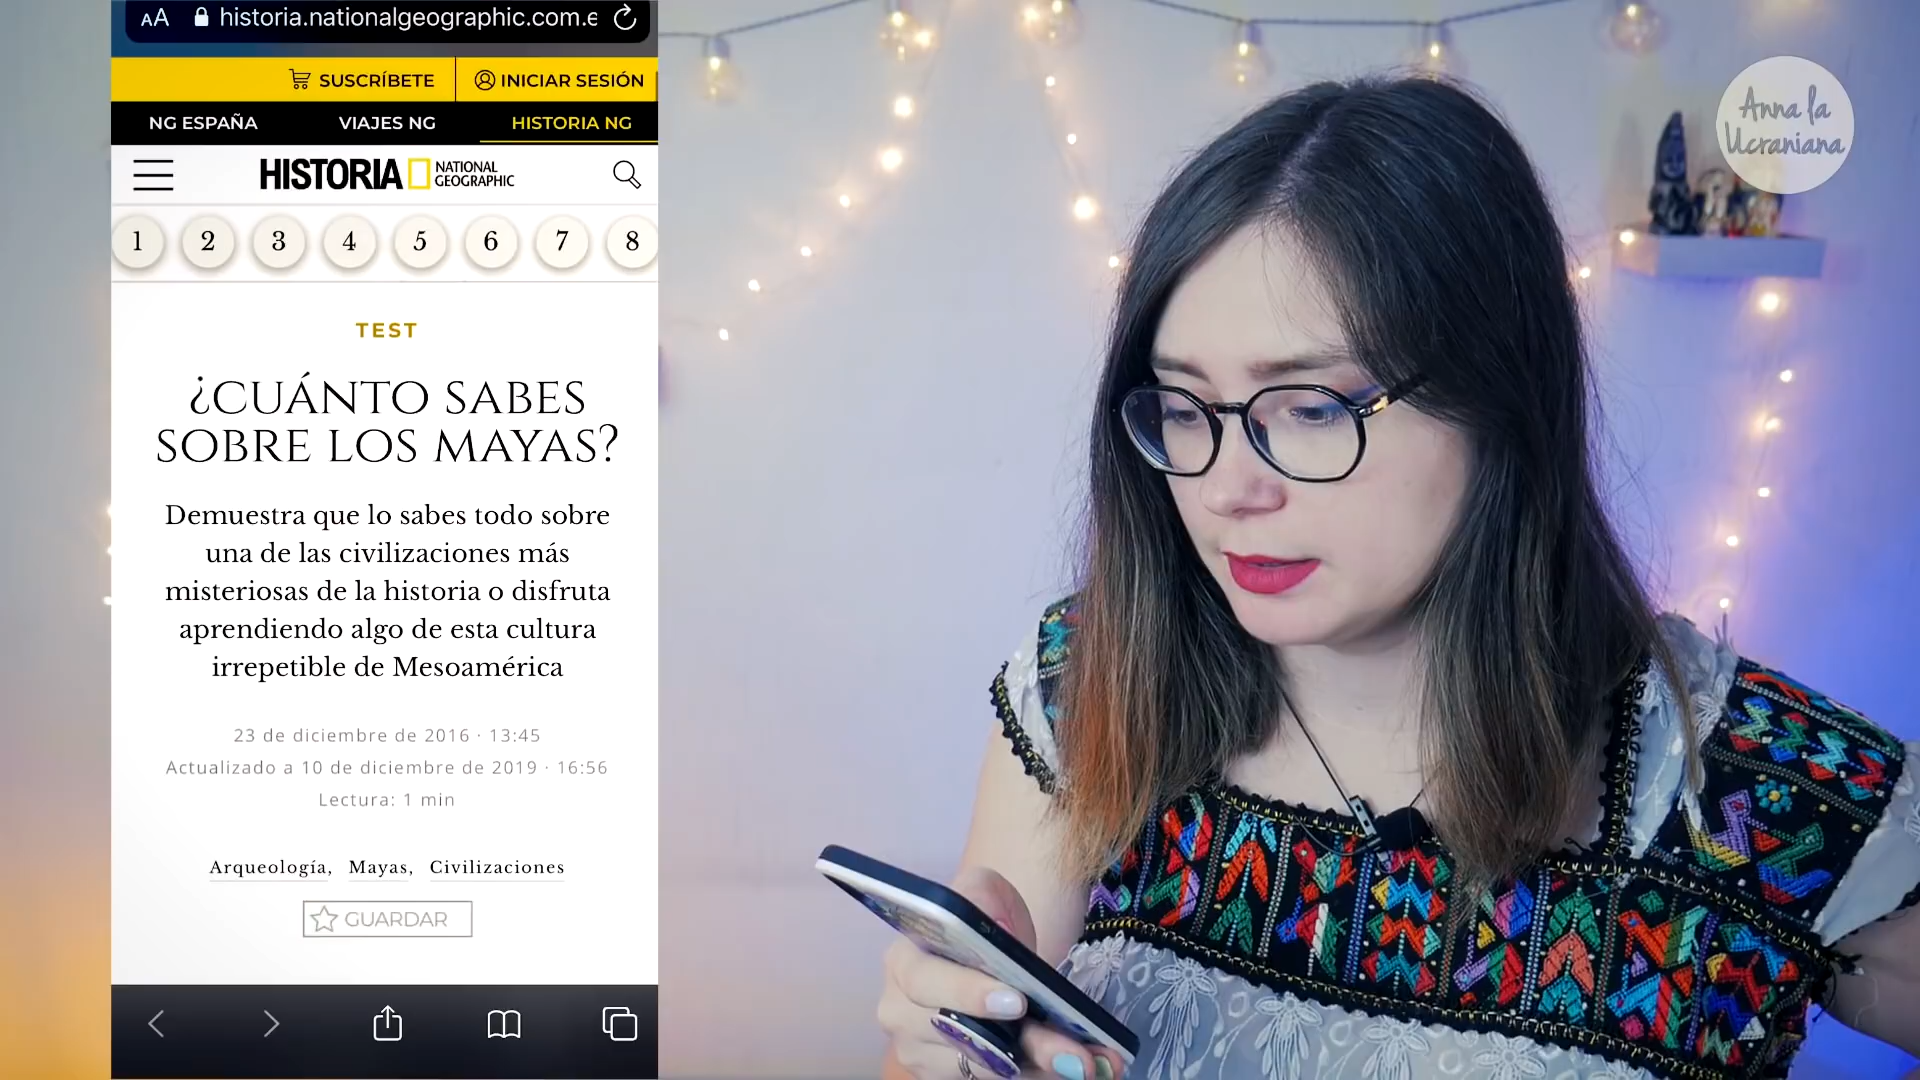 AA historia.nationalgeographic.com.e
SUSCRÍBETE
INICIAR SESIÓN
NG ESPAÑA
VIAJES NG
HISTORIA NG
HISTORIA NATIONAL
GEOGRAPHIC
1 2 3 4 5 6 7 8
TEST
¿CUÁNTO SABES
SOBRE LOS MAYAS?
Demuestra que lo sabes todo sobre
una de las civilizaciones más
misteriosas de la historia o disfruta
aprendiendo algo de esta cultura
irrepetible de Mesoamérica
23 de diciembre de 2016 · 13:45
Actualizado a 10 de diciembre de 2019 · 16:56
Lectura: 1 min
Arqueología, Mayas, Civilizaciones
GUARDAR
Anna la
Ucraniana